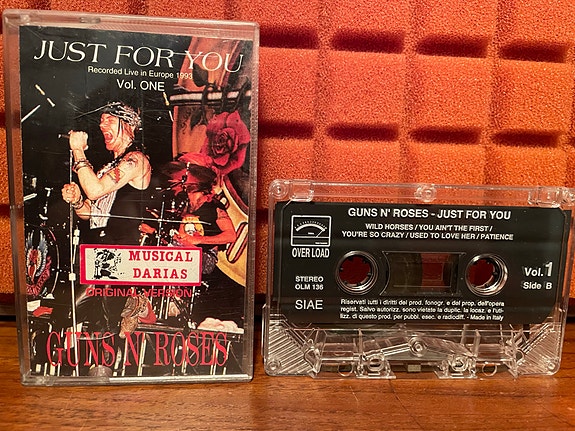 JUST FOR YOU
Recorded Live in Europe 1993
Vol. ONE
MUSICAL
DARIAS
ORIGINAL VERSION
GUNS N' ROSES
GUNS N' ROSES - JUST FOR YOU
WILD HORSES / YOU AIN'T THE FIRST /
YOU'RE SO CRAZY / USED TO LOVE HER / PATIENCE
OVER LOAD
STEREO
OLM 136
SIAE
Vol. 1
Side B
Riservati tutti i diritti del prod. fonogr. e del prop. dell'opera
regist. Salvo autorizz. sono vietate la duplic. la locaz. e l'uti-
lizz. di questo prod. per pubbl. esec. e radiodiff. - Made in Italy